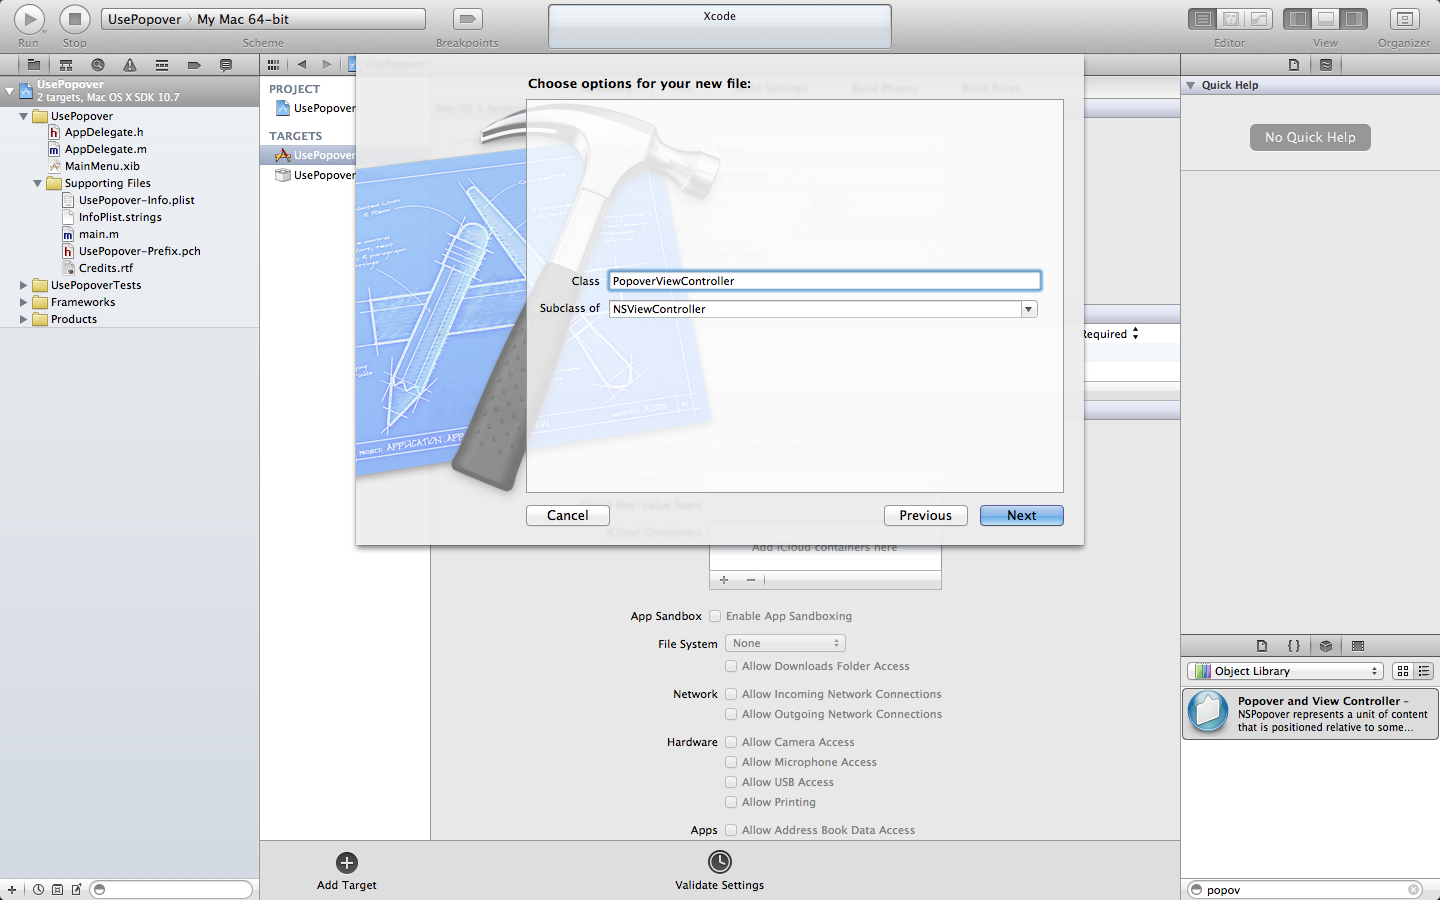 UsePopover › My Mac 64-bit
Xcode
Run
Stop
Scheme
Breakpoints
Editor
View
Organizer
UsePopover
2 targets, Mac OS X SDK 10.7
UsePopover
AppDelegate.h
AppDelegate.m
MainMenu.xib
Supporting Files
UsePopover-Info.plist
InfoPlist.strings
main.m
UsePopover-Prefix.pch
Credits.rtf
UsePopoverTests
Frameworks
Products
PROJECT
UsePopover
TARGETS
UsePopover
UsePopover
Choose options for your new file:
Class PopoverViewController
Subclass of NSViewController
Cancel
Previous
Next
Required
Add iCloud containers here
App Sandbox Enable App Sandboxing
File System None
Allow Downloads Folder Access
Network Allow Incoming Network Connections
Allow Outgoing Network Connections
Hardware Allow Camera Access
Allow Microphone Access
Allow USB Access
Allow Printing
Apps Allow Address Book Data Access
Add Target
Validate Settings
Quick Help
No Quick Help
Object Library
Popover and View Controller –
NSPopover represents a unit of content
that is positioned relative to some...
popov